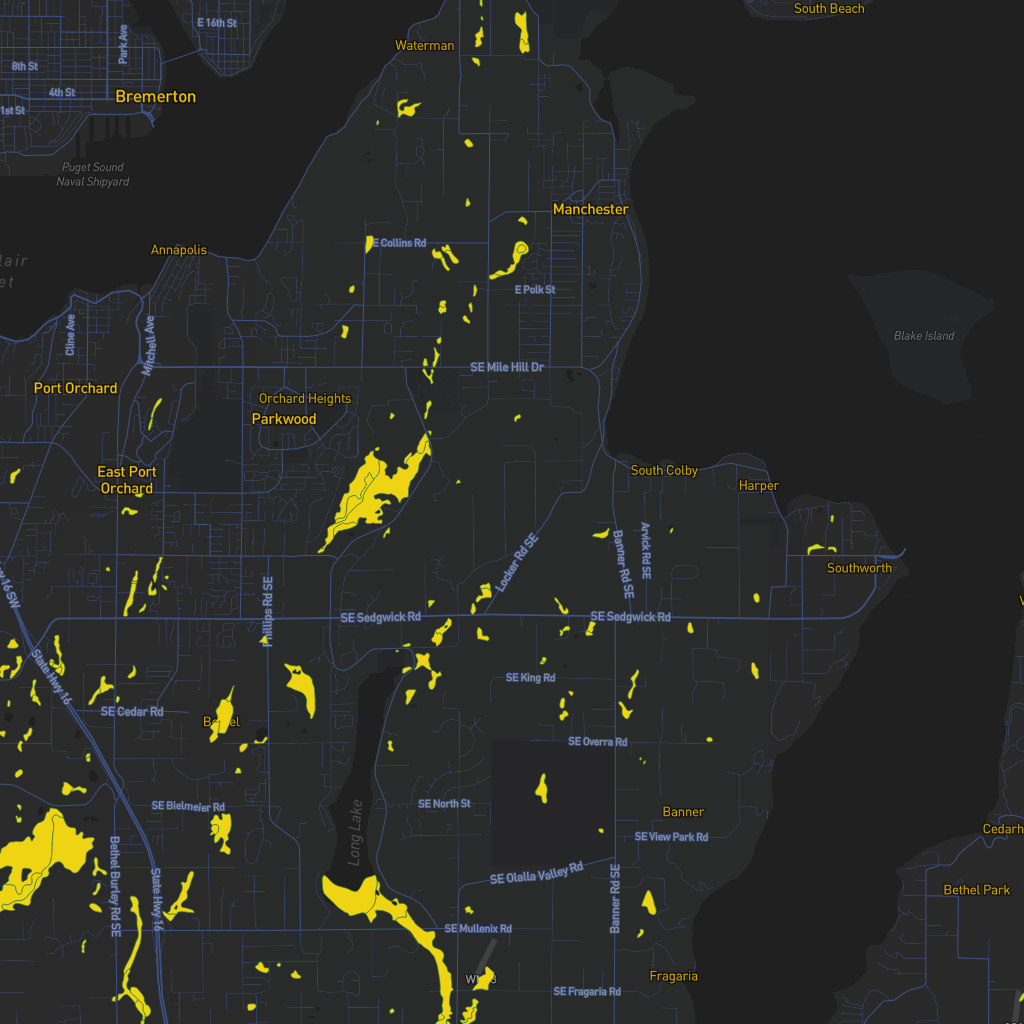 South Beach
E 16th St
Park Ave
Waterman
8th St
4th St
Bremerton
1st St
Puget Sound
Naval Shipyard
Manchester
E Collins Rd
Annapolis
E Polk St
Cline Ave
Mitchell Ave
Blake Island
SE Mile Hill Dr
Port Orchard
Orchard Heights
Parkwood
East Port
Orchard
South Colby
Harper
Locker Rd SE
Banner Rd SE
Arvick Rd SE
Southworth
Phillips Rd SE
SE Sedgwick Rd
SE Sedgwick Rd
State Hwy 16
SE King Rd
SE Cedar Rd
SE Overra Rd
SE Bielmeier Rd
SE North St
Long Lake
Banner
SE View Park Rd
Bethel Burley Rd SE
State Hwy 16
SE Olalla Valley Rd
Banner Rd SE
Bethel Park
SE Mullenix Rd
Fragaria
SE Fragaria Rd